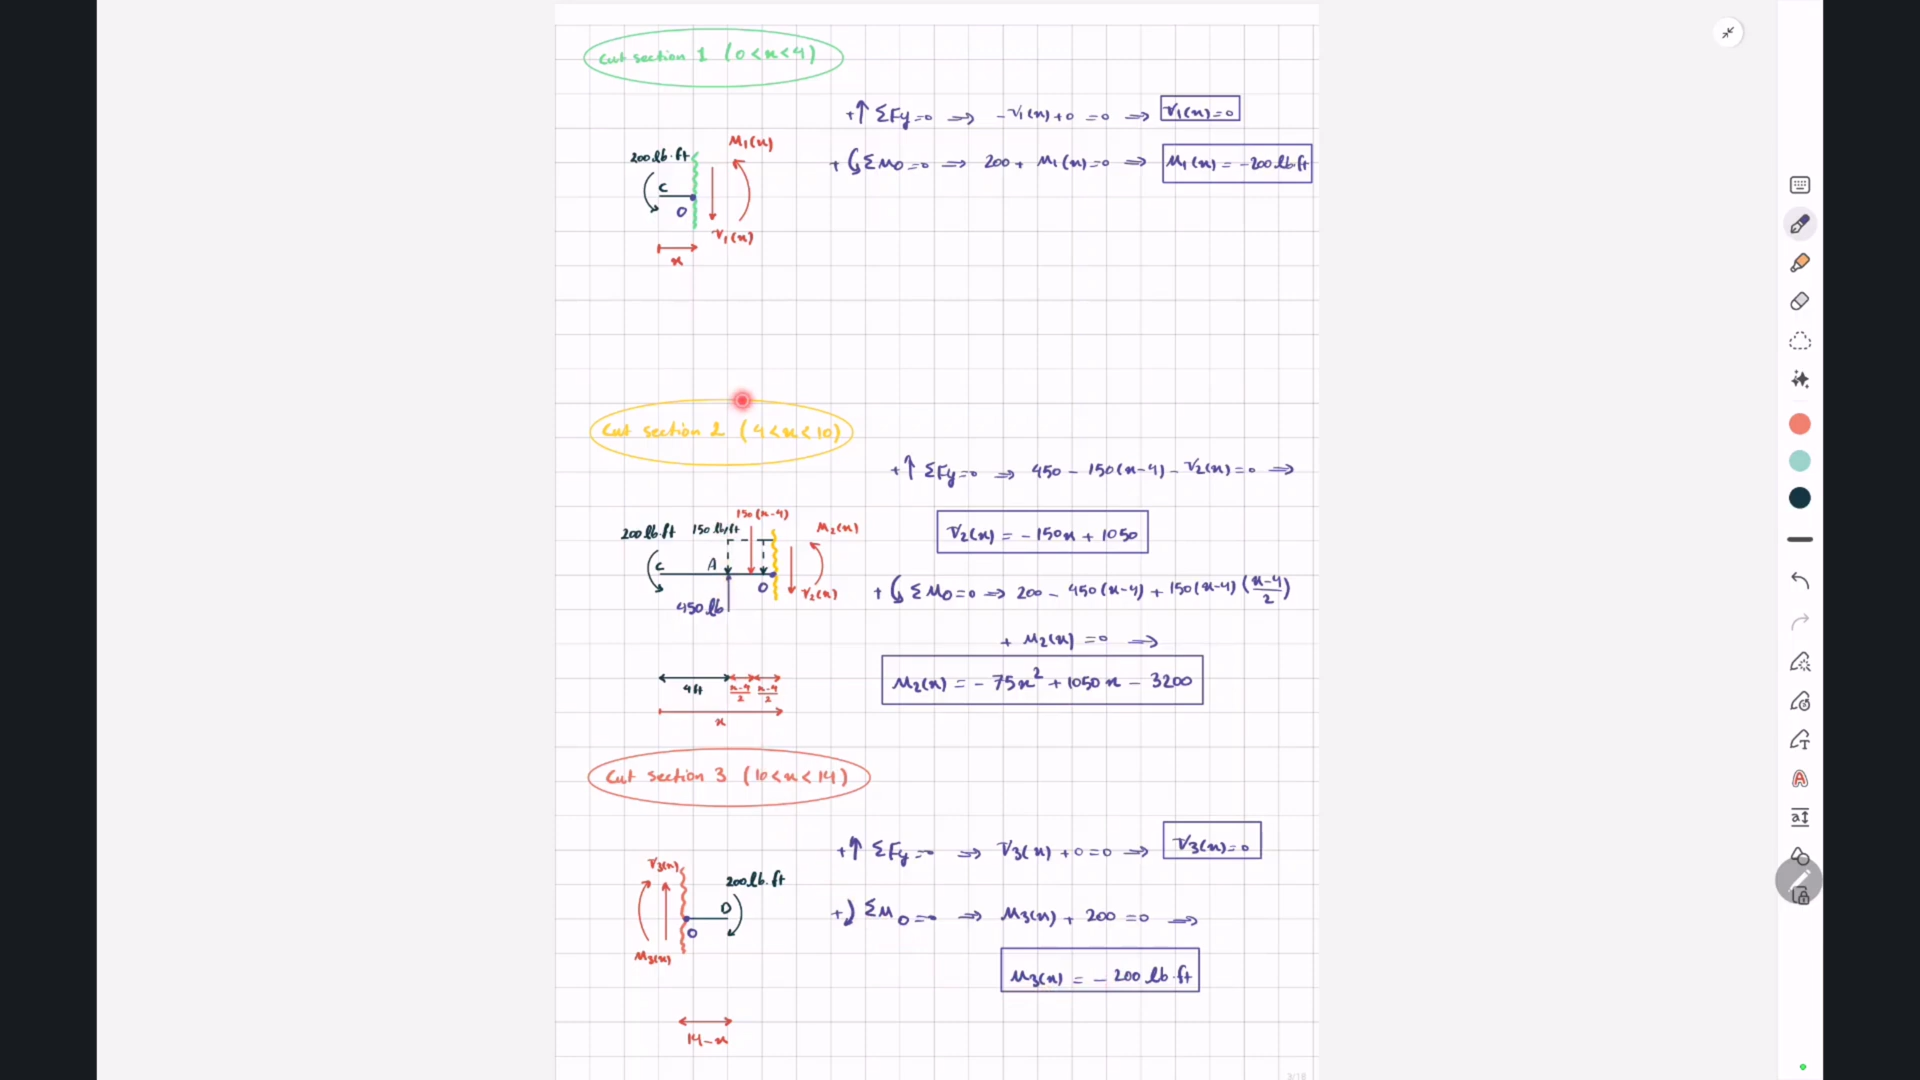 Cut section 1 (0<x<4)
+↑ ΣFy=0 ⇒ -V1(x)+0 =0 ⇒ V1(x)=0
+ ΣMo=0 ⇒ 200 + M1(x)=0 ⇒ M1(x) = -200 lb.ft
M1(x)
200 lb.ft
C
O
V1(x)
x
Cut section 2 (4<x<10)
+↑ ΣFy=0 ⇒ 450 - 150(x-4) - V2(x)=0 ⇒
V2(x) = -150x + 1050
150(x-4)
200 lb.ft 150 lb/ft M2(x)
C A
O
V2(x)
450 lb
+ ΣMo=0 ⇒ 200 - 450(x-4) + 150(x-4)(x-4/2)
+ M2(x) =0 ⇒
M2(x) = - 75x² + 1050x - 3200
4ft x-4/2 x-4/2
x
Cut section 3 (10<x<14)
+↑ ΣFy=0 ⇒ V3(x) +0=0 ⇒ V3(x)=0
V3(x)
200 lb.ft
D
O
M3(x)
+ ΣMo=0 ⇒ M3(x) + 200 =0 ⇒
M3(x) = - 200 lb.ft
14-x
3/18